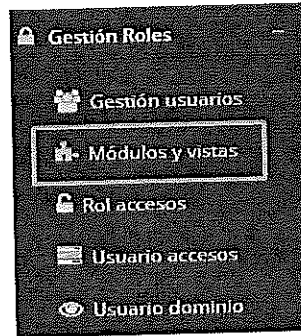 Gestión Roles
Gestión usuarios
Módulos y vistas
Rol accesos
Usuario accesos
Usuario dominio